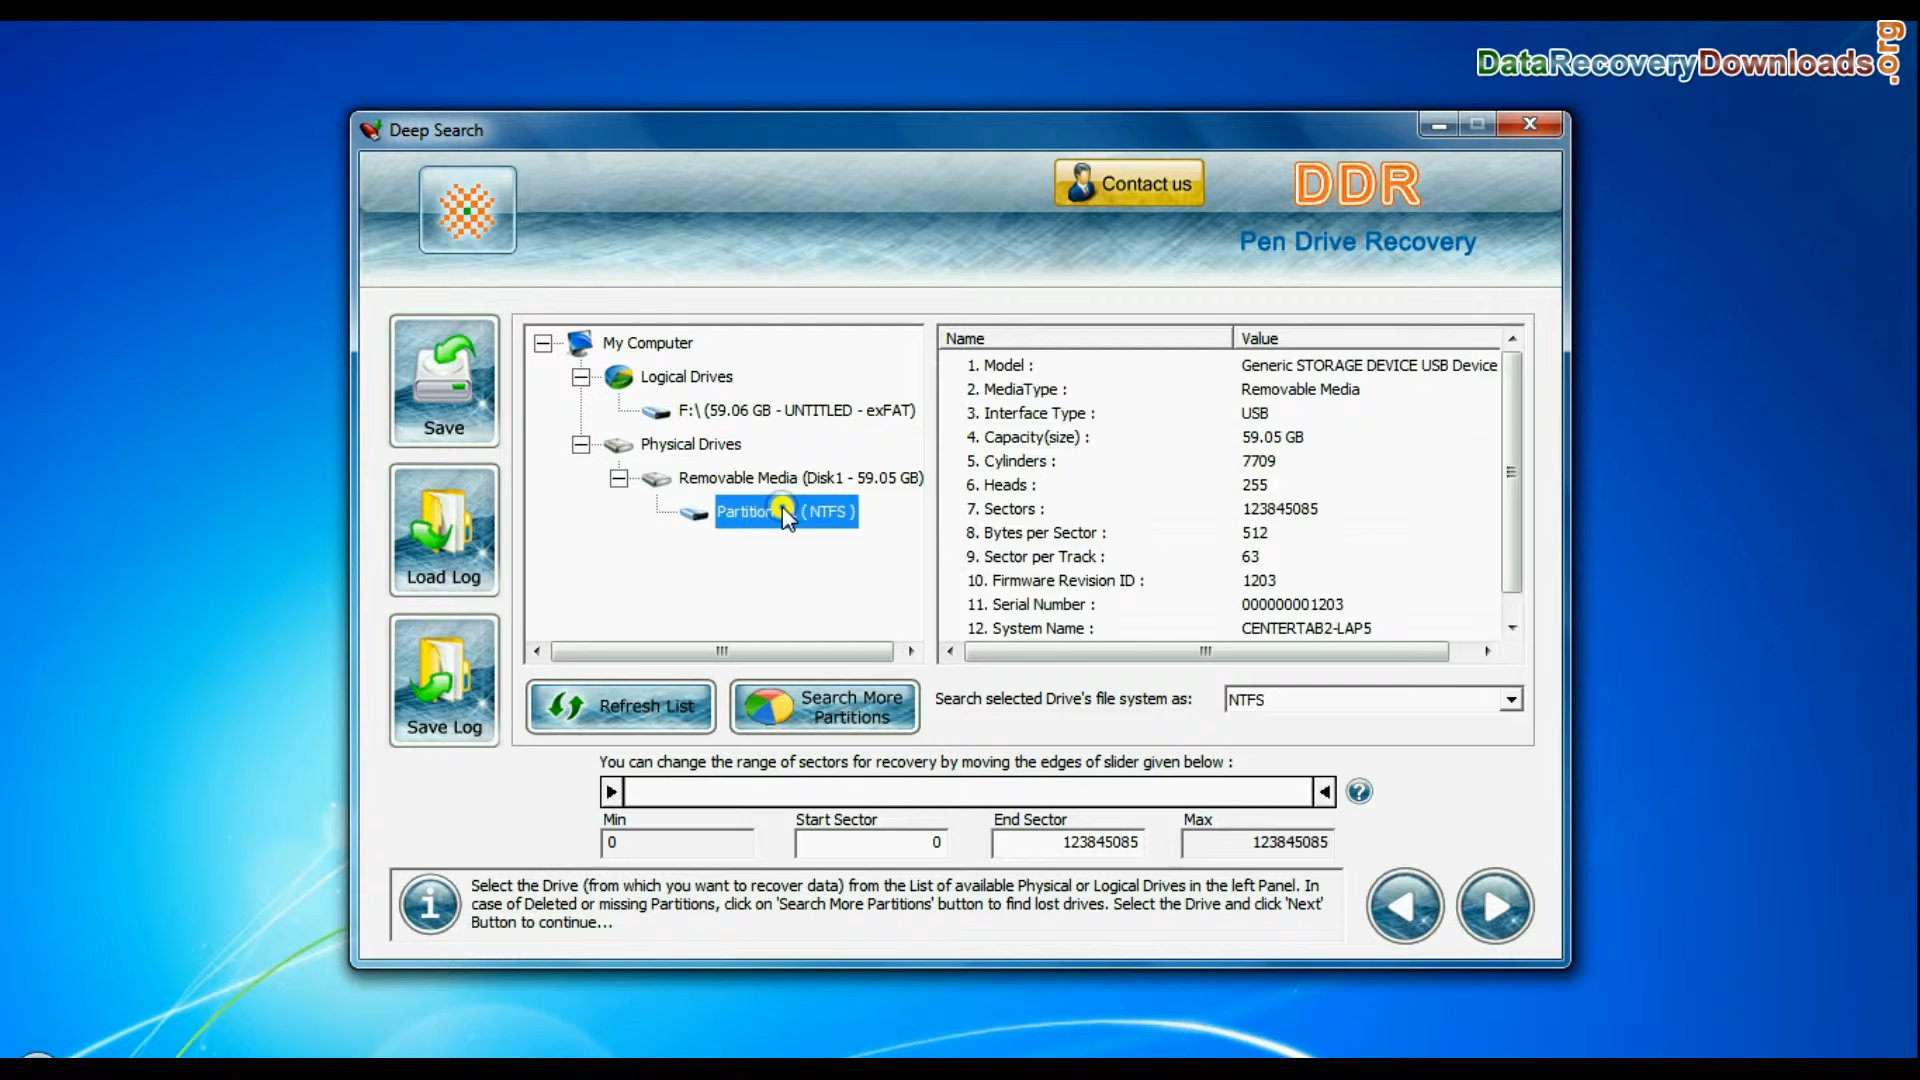 DataRecoveryDownloads.org
Deep Search
Contact us
DDR
Pen Drive Recovery
Save
Load Log
Save Log
My Computer
Logical Drives
F:\ (59.06 GB - UNTITLED - exFAT)
Physical Drives
Removable Media (Disk1 - 59.05 GB)
Partition ( NTFS )
Name Value
1. Model : Generic STORAGE DEVICE USB Device
2. MediaType : Removable Media
3. Interface Type : USB
4. Capacity(size) : 59.05 GB
5. Cylinders : 7709
6. Heads : 255
7. Sectors : 123845085
8. Bytes per Sector : 512
9. Sector per Track : 63
10. Firmware Revision ID : 1203
11. Serial Number : 000000001203
12. System Name : CENTERTAB2-LAP5
Refresh List
Search More
Partitions
Search selected Drive's file system as: NTFS
You can change the range of sectors for recovery by moving the edges of slider given below :
Min Start Sector End Sector Max
0 0 123845085 123845085
Select the Drive (from which you want to recover data) from the List of available Physical or Logical Drives in the left Panel. In
case of Deleted or missing Partitions, click on 'Search More Partitions' button to find lost drives. Select the Drive and click 'Next'
Button to continue...